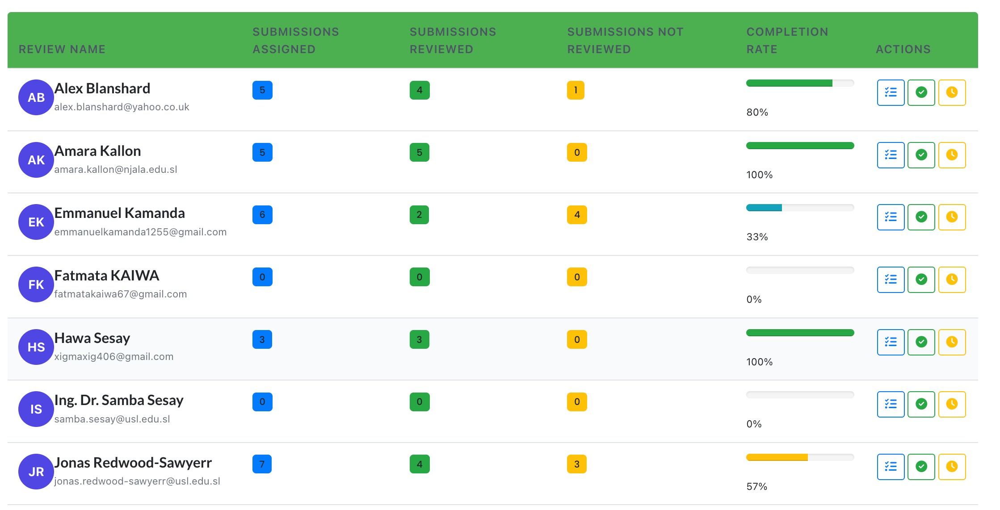 REVIEW NAME
SUBMISSIONS
ASSIGNED
SUBMISSIONS
REVIEWED
SUBMISSIONS NOT
REVIEWED
COMPLETION
RATE
ACTIONS
AB
Alex Blanshard
alex.blanshard@yahoo.co.uk
5
4
1
80%
AK
Amara Kallon
amara.kallon@njala.edu.sl
5
5
0
100%
EK
Emmanuel Kamanda
emmanuelkamanda1255@gmail.com
6
2
4
33%
FK
Fatmata KAIWA
fatmatakaiwa67@gmail.com
0
0
0
0%
HS
Hawa Sesay
xigmaxig406@gmail.com
3
3
0
100%
IS
Ing. Dr. Samba Sesay
samba.sesay@usl.edu.sl
0
0
0
0%
JR
Jonas Redwood-Sawyerr
jonas.redwood-sawyerr@usl.edu.sl
7
4
3
57%